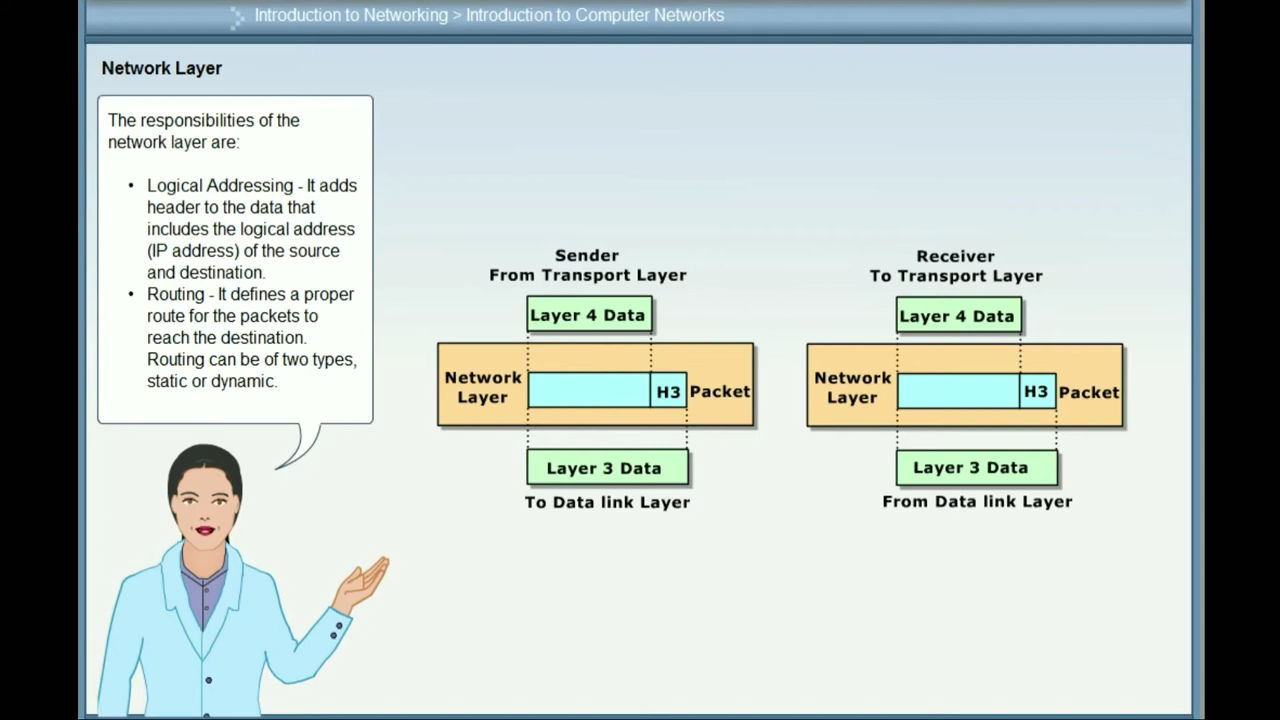 Introduction to Networking > Introduction to Computer Networks
Network Layer
The responsibilities of the
network layer are:
• Logical Addressing - It adds
header to the data that
includes the logical address
(IP address) of the source
and destination.
• Routing - It defines a proper
route for the packets to
reach the destination.
Routing can be of two types,
static or dynamic.
Sender
From Transport Layer
Layer 4 Data
Network
Layer
H3
Packet
Layer 3 Data
To Data link Layer
Receiver
To Transport Layer
Layer 4 Data
Network
Layer
H3
Packet
Layer 3 Data
From Data link Layer